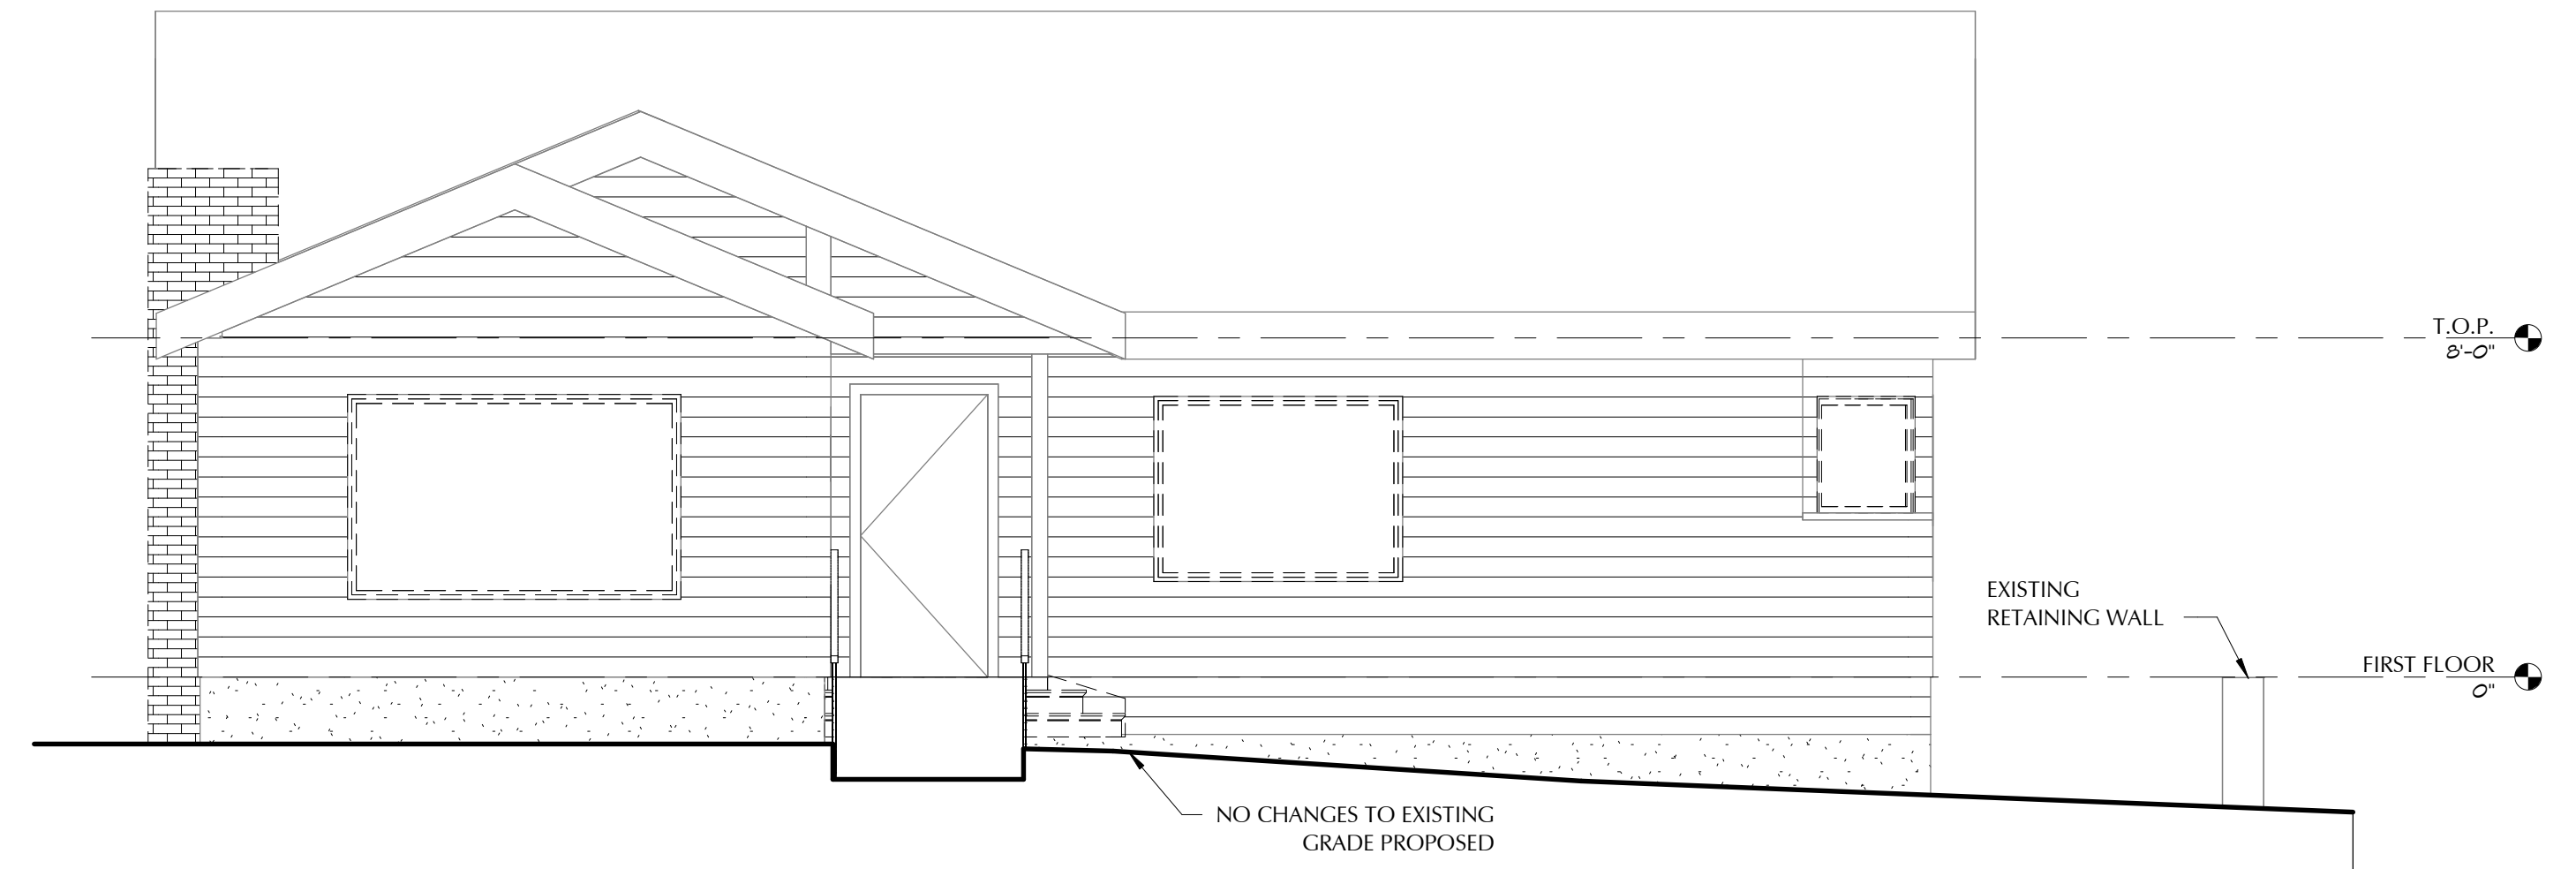 T.O.P.
8'-0"
EXISTING
RETAINING WALL
FIRST FLOOR
0"
NO CHANGES TO EXISTING
GRADE PROPOSED